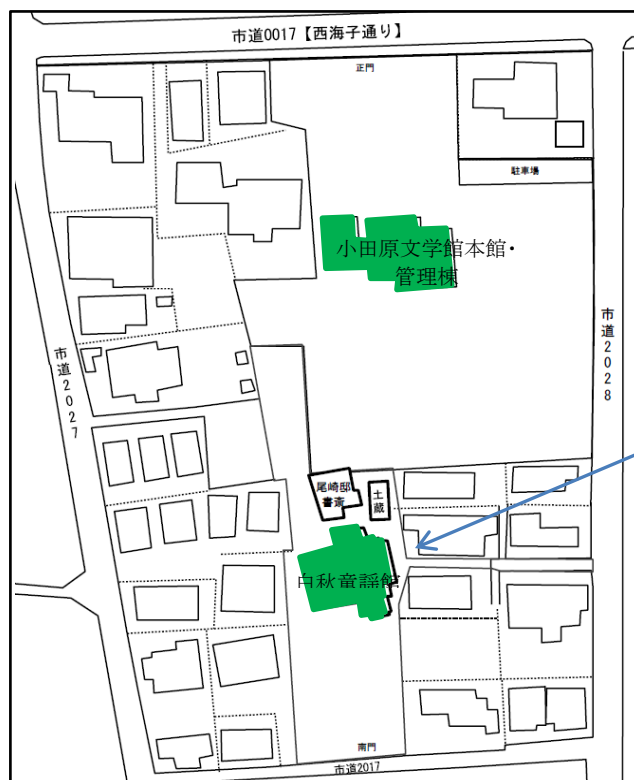 市道0017【西海子通り】
正門
駐車場
小田原文学館本館・
管理棟
市道2028
市道2027
尾崎邸
書斎
土蔵
白秋童謡館
南門
市道2017